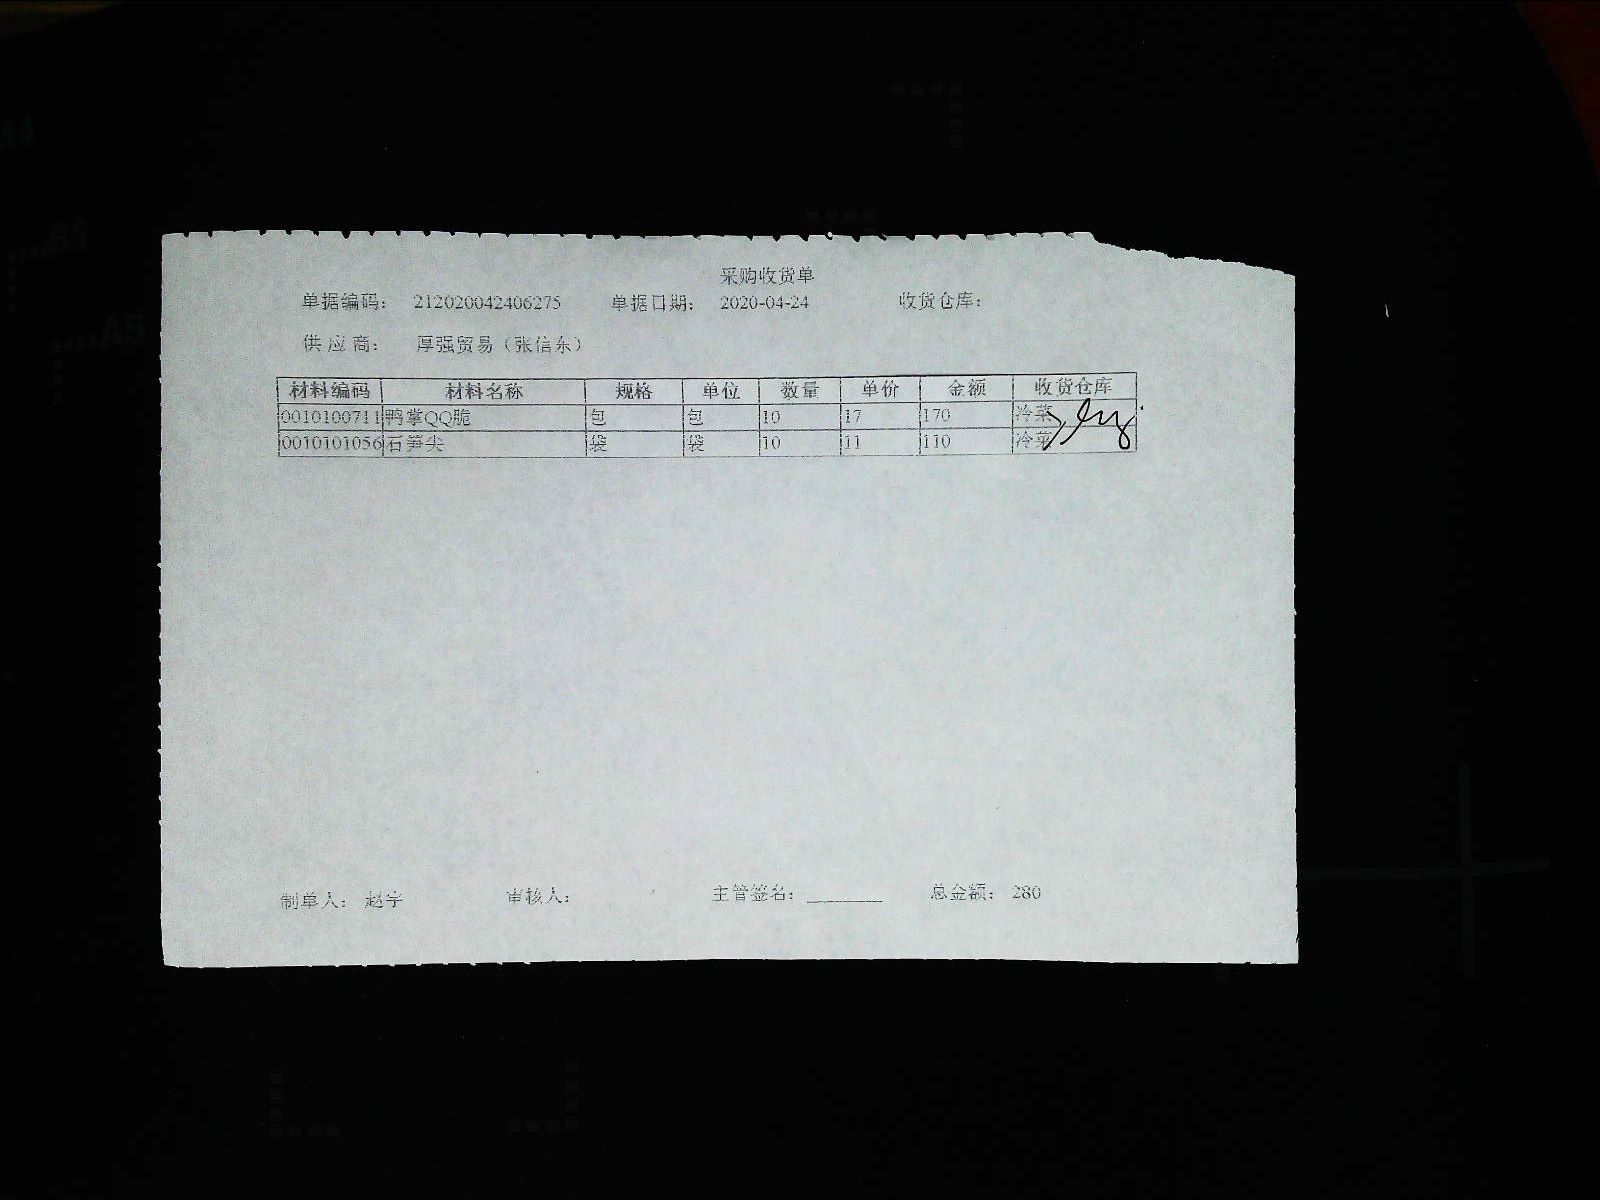 采购收货单
单据编码： 212020042406275 单据日期： 2020-04-24 收货仓库：
供 应 商： 厚强贸易（张信东）
材料编码 材料名称 规格 单位 数量 单价 金额 收货仓库
0010100711 鸭掌QQ脆 包 包 10 17 170 冷菜
0010101056 石笋尖 袋 袋 10 11 110 冷菜
制单人： 赵宇 审核人： 主管签名：________ 总金额： 280